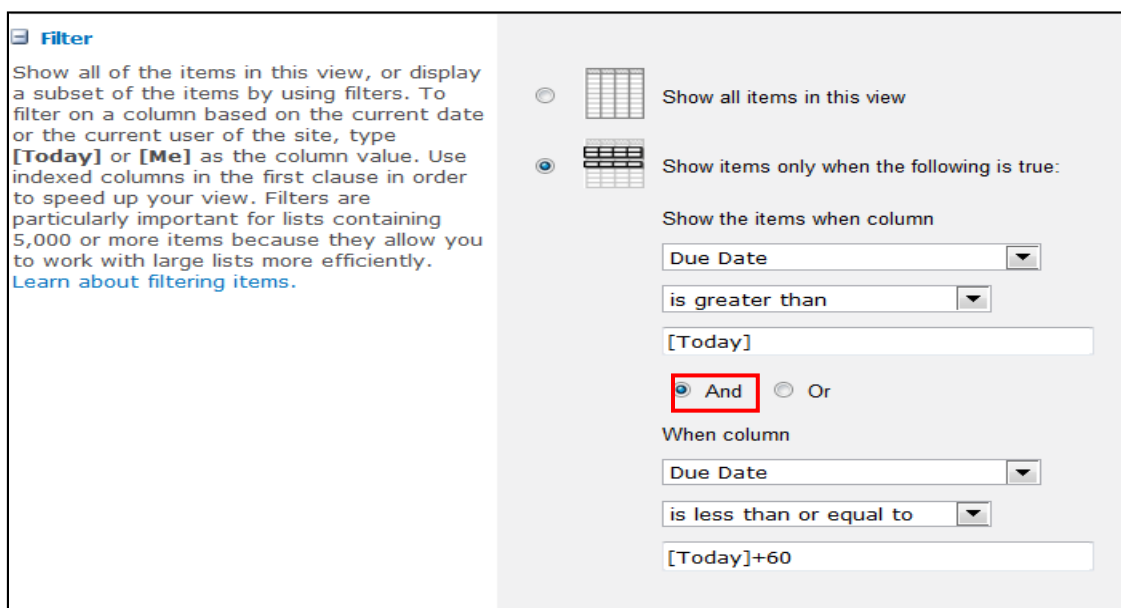 Filter
Show all of the items in this view, or display
a subset of the items by using filters. To
filter on a column based on the current date
or the current user of the site, type
[Today] or [Me] as the column value. Use
indexed columns in the first clause in order
to speed up your view. Filters are
particularly important for lists containing
5,000 or more items because they allow you
to work with large lists more efficiently.
Learn about filtering items.
Show all items in this view
Show items only when the following is true:
Show the items when column
Due Date
is greater than
[Today]
And Or
When column
Due Date
is less than or equal to
[Today]+60